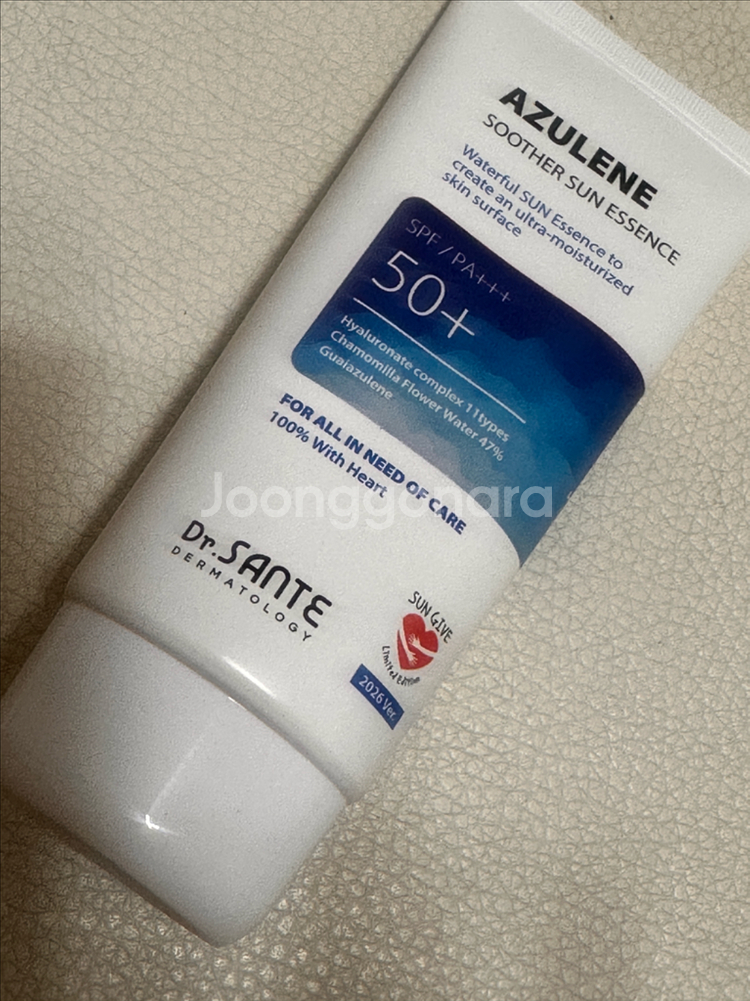 AZULENE
SOOTHER SUN ESSENCE
Waterful SUN Essence to
create an ultra-moisturized
skin surface
SPF / PA+++
50+
Hyaluronate complex 11types
Chamomilla Flower Water 47%
Guaiazulene
FOR ALL IN NEED OF CARE
100% With Heart
Joonggonara
Dr.SANTE
DERMATOLOGY
SUN GIVE
Limited EDITION
2026 Ver.